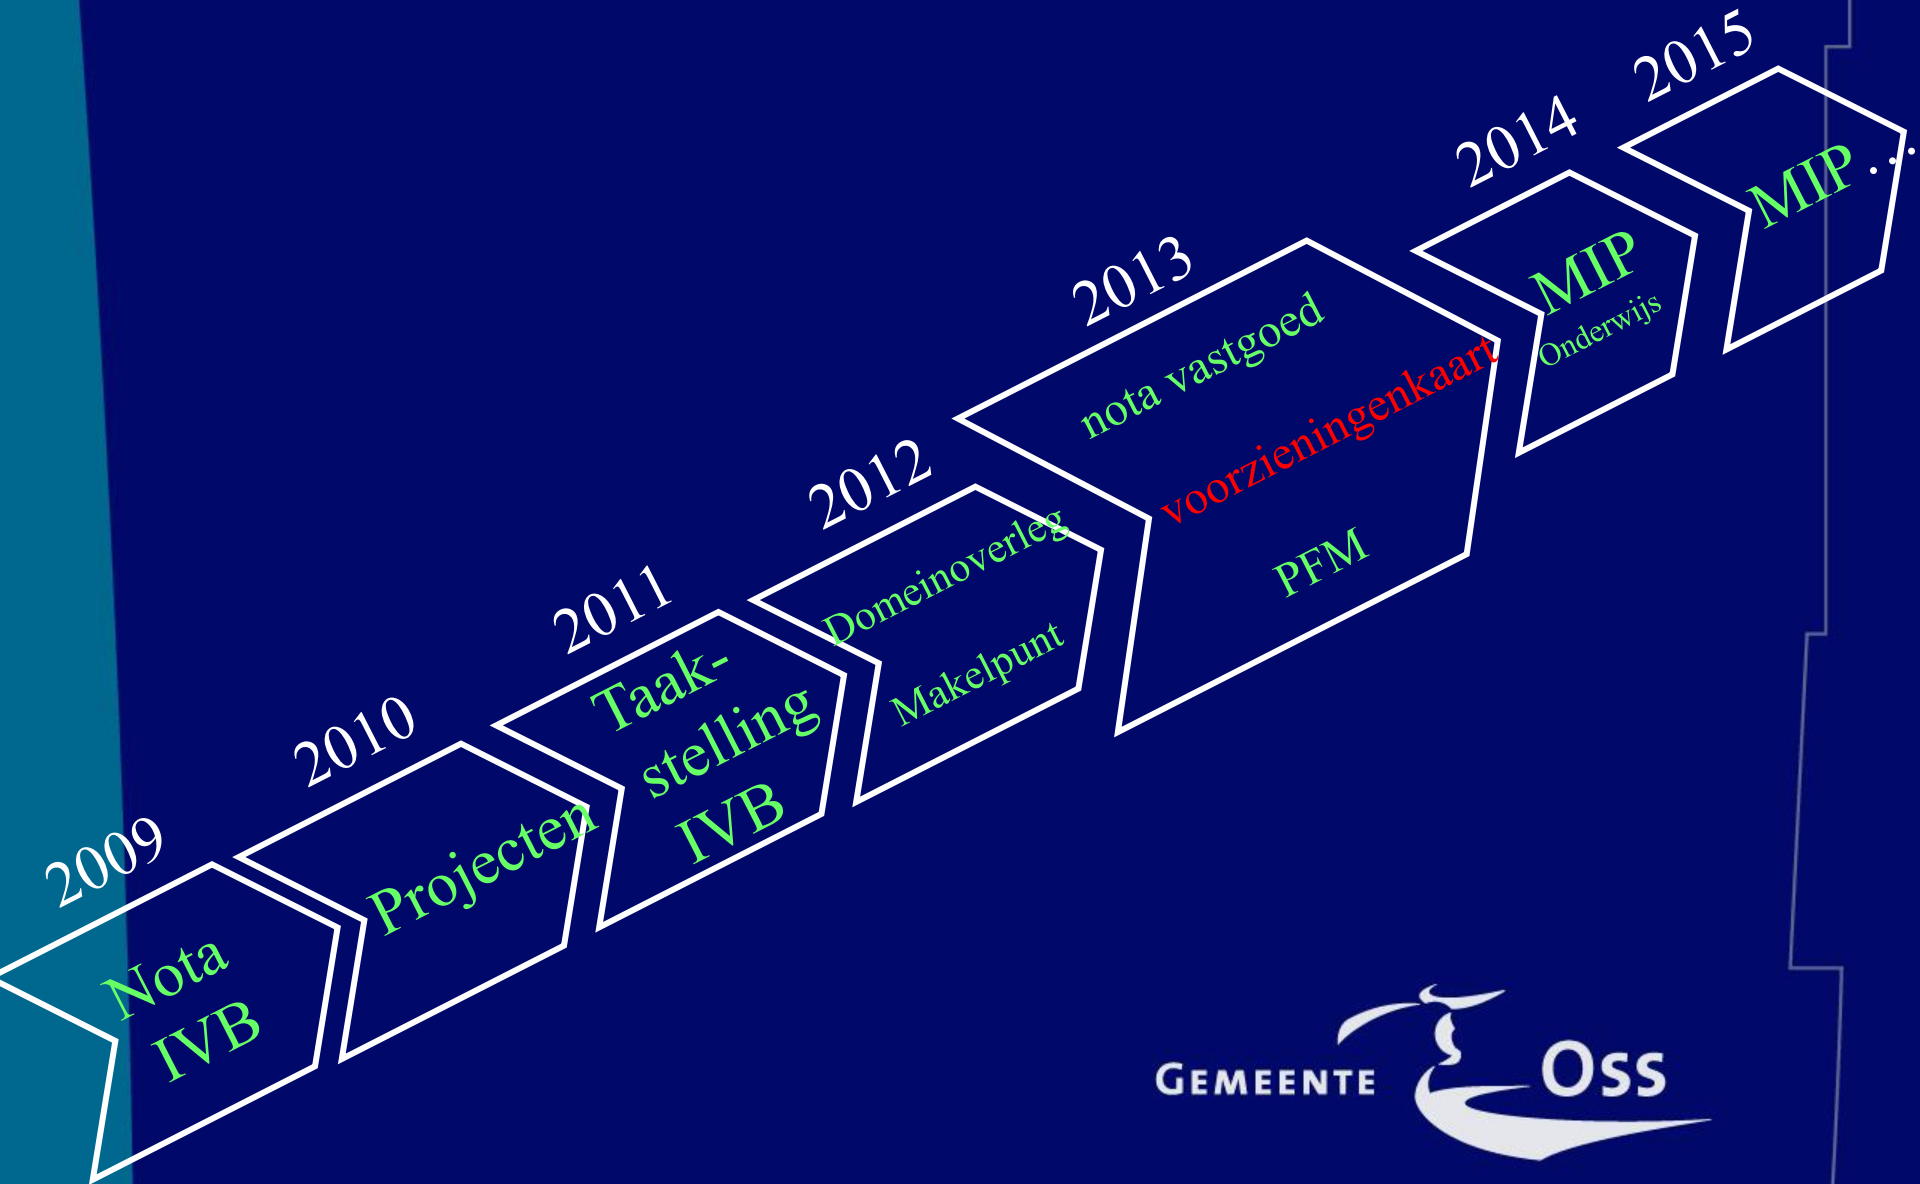 2009
Nota
IVB
2010
Projecten
2011
Taak-
stelling
IVB
2012
Domeinoverleg
Makelpunt
2013
nota vastgoed
voorzieningenkaart
PFM
2014
MIP
Onderwijs
2015
MIP ...
GEMEENTE OSS